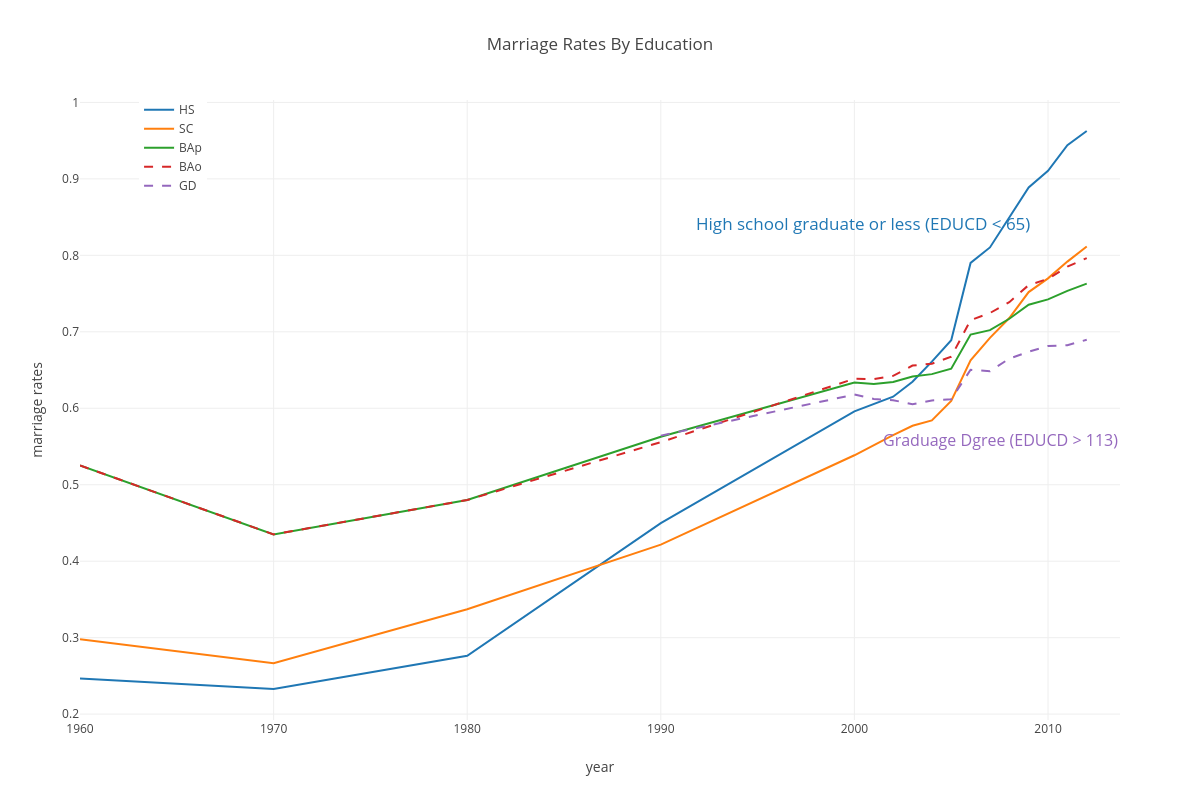 Marriage Rates By Education
HS
SC
BAp
BAo
GD
1
0.9
0.8
0.7
0.6
0.5
0.4
0.3
0.2
marriage rates
High school graduate or less (EDUCD < 65)
Graduage Dgree (EDUCD > 113)
1960
1970
1980
1990
2000
2010
year